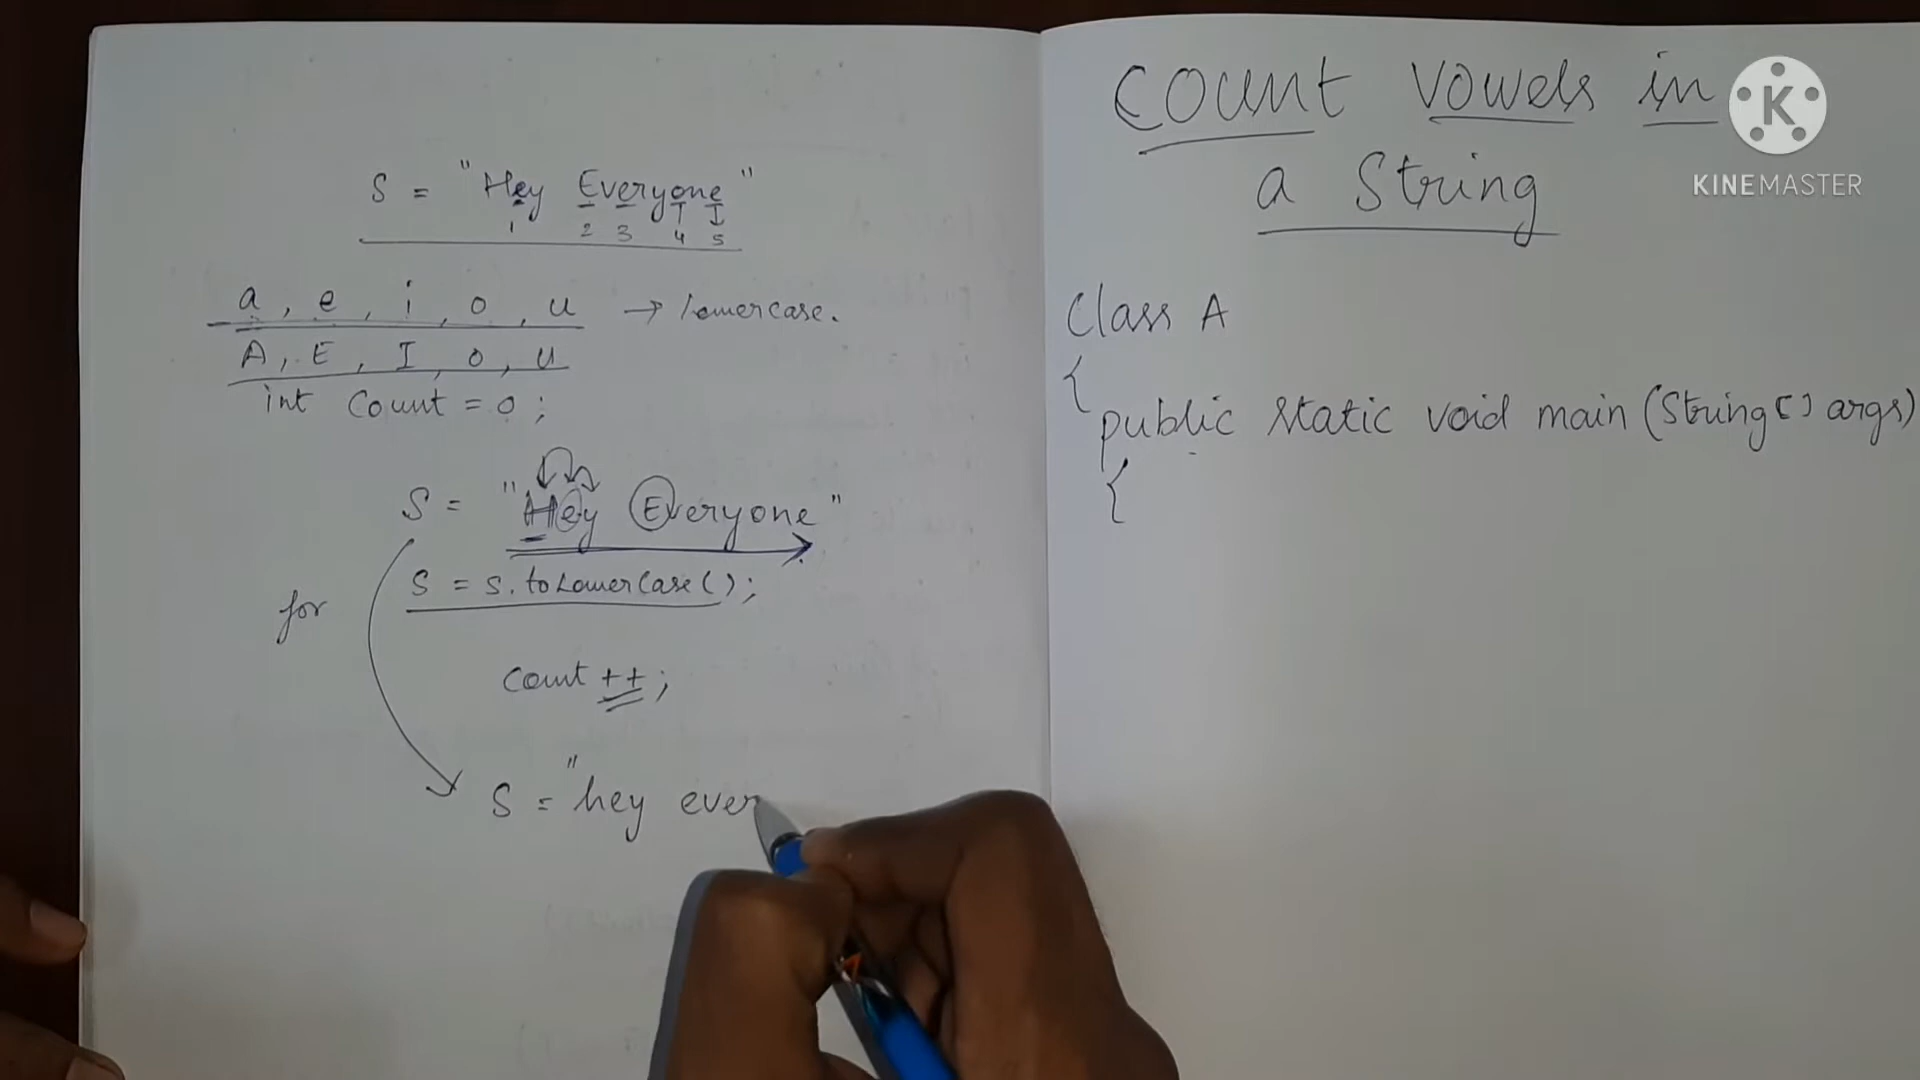 S = "Hey Everyone"
1 2 3 4 5
a, e, i, o, u → Lowercase.
A, E, I, O, U
int Count = 0;
S = "Hey Everyone"
S = s.toLowerCase();
for
Count ++;
S = "hey ever
Count Vowels in
a String
Class A
{
public static void main (String[] args)
{
KINEMASTER